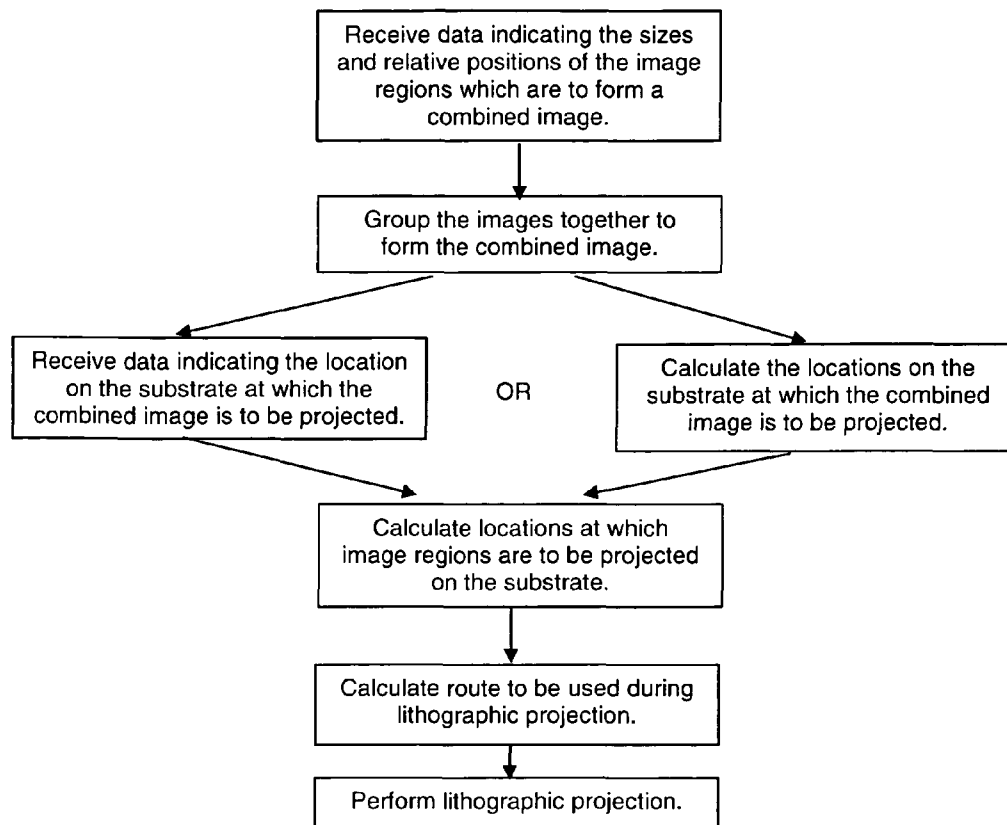 Receive data indicating the sizes
and relative positions of the image
regions which are to form a
combined image.
Group the images together to
form the combined image.
Receive data indicating the location
on the substrate at which the
combined image is to be projected.
OR
Calculate the locations on the
substrate at which the combined
image is to be projected.
Calculate locations at which
image regions are to be projected
on the substrate.
Calculate route to be used during
lithographic projection.
Perform lithographic projection.